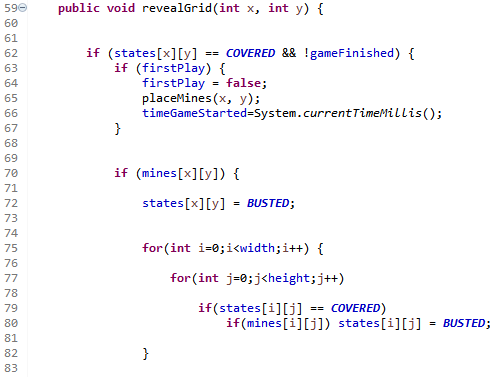 59 public void revealGrid(int x, int y) {
60
61
62 if (states[x][y] == COVERED && !gameFinished) {
63 if (firstPlay) {
64 firstPlay = false;
65 placeMines(x, y);
66 timeGameStarted=System.currentTimeMillis();
67 }
68
69
70 if (mines[x][y]) {
71
72 states[x][y] = BUSTED;
73
74
75 for(int i=0;i<width;i++) {
76
77 for(int j=0;j<height;j++)
78
79 if(states[i][j] == COVERED)
80 if(mines[i][j]) states[i][j] = BUSTED;
81
82 }
83